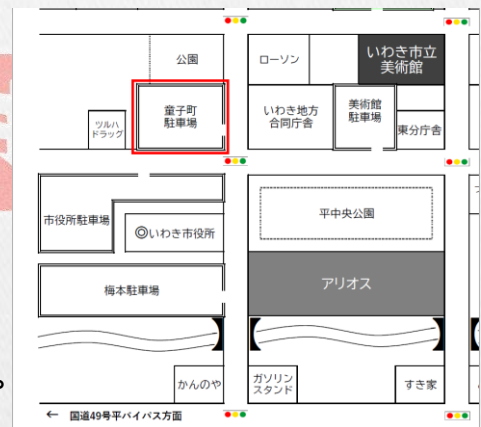 公園
ローソン
いわき市立
美術館
童子町
駐車場
ツルハ
ドラッグ
いわき地方
合同庁舎
美術館
駐車場
東分庁舎
市役所駐車場
◎いわき市役所
平中央公園
梅本駐車場
アリオス
かんのや
ガソリン
スタンド
すき家
← 国道49号平バイパス方面